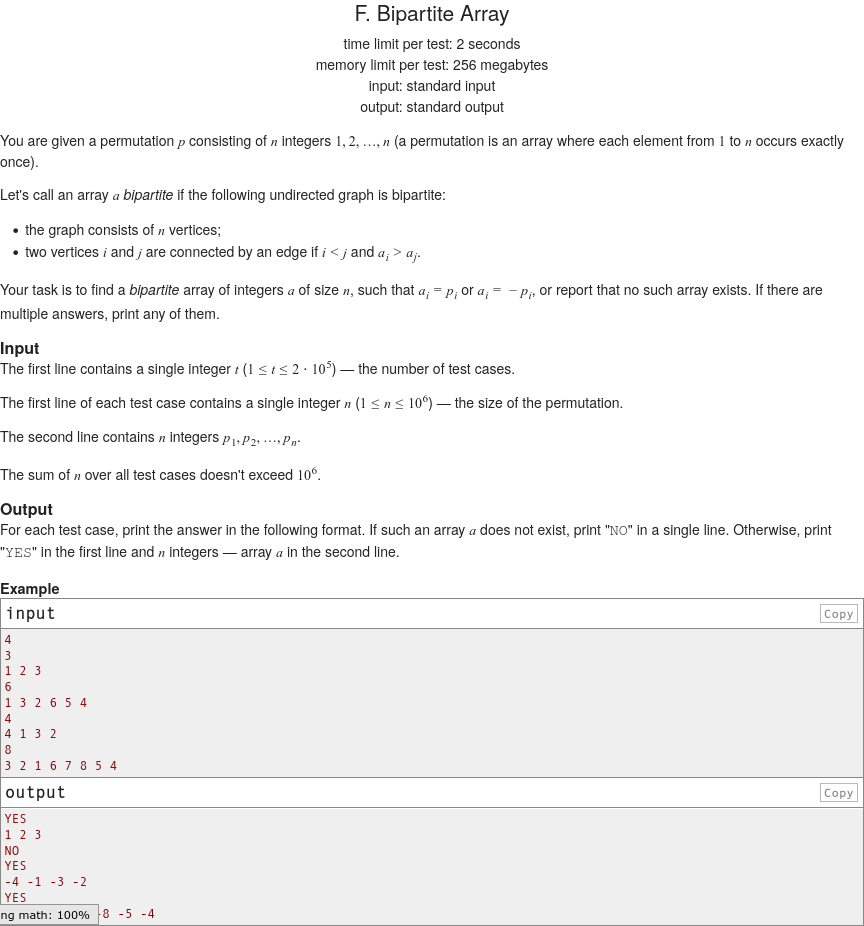 F. Bipartite Array
time limit per test: 2 seconds
memory limit per test: 256 megabytes
input: standard input
output: standard output
You are given a permutation p consisting of n integers 1, 2, …, n (a permutation is an array where each element from 1 to n occurs exactly
once).
Let's call an array a bipartite if the following undirected graph is bipartite:
• the graph consists of n vertices;
• two vertices i and j are connected by an edge if i < j and a_i > a_j.
Your task is to find a bipartite array of integers a of size n, such that a_i = p_i or a_i = − p_i, or report that no such array exists. If there are
multiple answers, print any of them.
Input
The first line contains a single integer t (1 ≤ t ≤ 2 · 10^5) — the number of test cases.
The first line of each test case contains a single integer n (1 ≤ n ≤ 10^6) — the size of the permutation.
The second line contains n integers p_1, p_2, …, p_n.
The sum of n over all test cases doesn't exceed 10^6.
Output
For each test case, print the answer in the following format. If such an array a does not exist, print "NO" in a single line. Otherwise, print
"YES" in the first line and n integers — array a in the second line.
Example
input Copy
4
3
1 2 3
6
1 3 2 6 5 4
4
4 1 3 2
8
3 2 1 6 7 8 5 4
output Copy
YES
1 2 3
NO
YES
-4 -1 -3 -2
YES
ng math: 100% -8 -5 -4